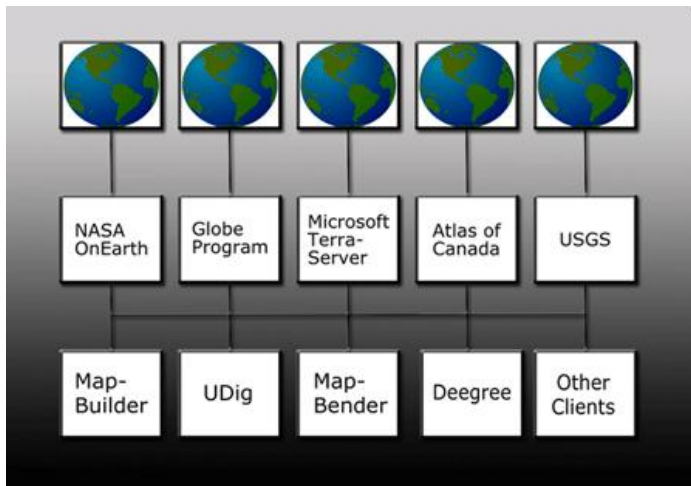 NASA
OnEarth
Globe
Program
Microsoft
Terra-
Server
Atlas of
Canada
USGS
Map-
Builder
UDig
Map-
Bender
Deegree
Other
Clients